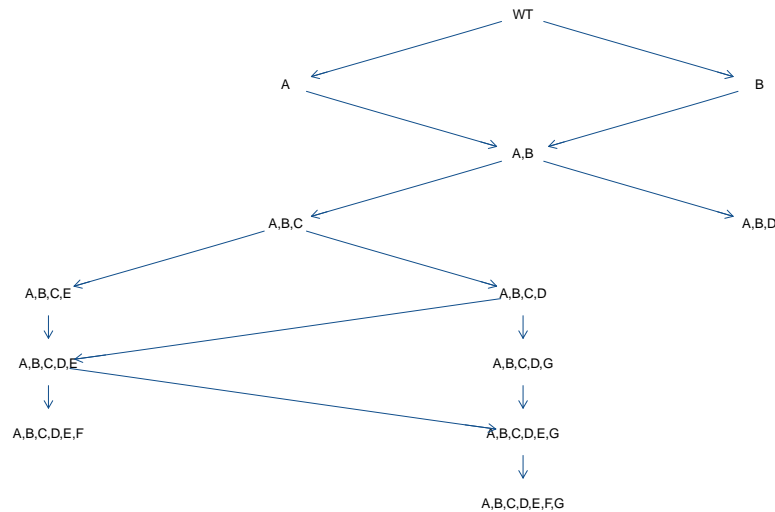 WT
A
B
A,B
A,B,C
A,B,D
A,B,C,E
A,B,C,D
A,B,C,D,E
A,B,C,D,G
A,B,C,D,E,F
A,B,C,D,E,G
A,B,C,D,E,F,G